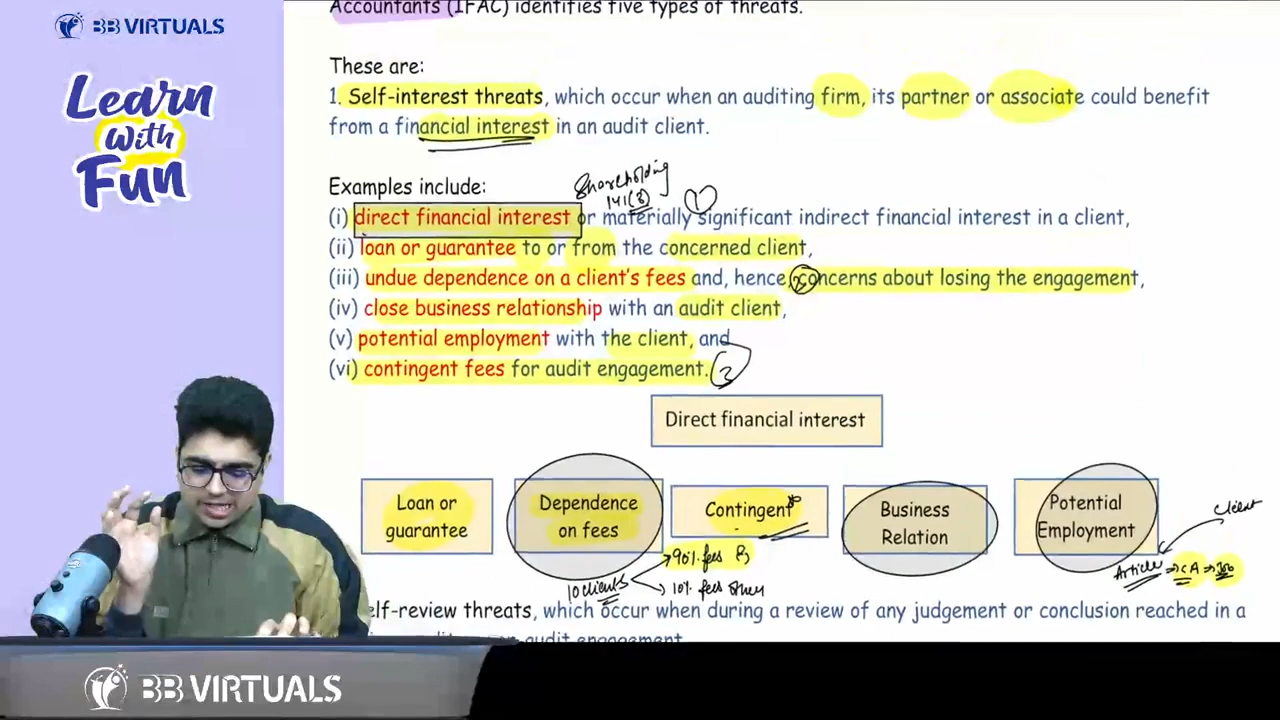 BB VIRTUALS
Learn
with
Fun
Accountants (IFAC) identifies five types of threats.
These are:
1. Self-interest threats, which occur when an auditing firm, its partner or associate could benefit
from a financial interest in an audit client.
Shareholding
141(3)
Examples include:
(i) direct financial interest or materially significant indirect financial interest in a client,
1
(ii) loan or guarantee to or from the concerned client,
(iii) undue dependence on a client's fees and, hence, concerns about losing the engagement,
2
(iv) close business relationship with an audit client,
(v) potential employment with the client, and
(vi) contingent fees for audit engagement.
3
Direct financial interest
Loan or
guarantee
Dependence
on fees
Contingent
Business
Relation
Potential
Employment
Client
Article ⇒ CA ⇒
10 clients
90% fees
10% fees other
elf-review threats, which occur when during a review of any judgement or conclusion reached in a
audit engagement.
BB VIRTUALS